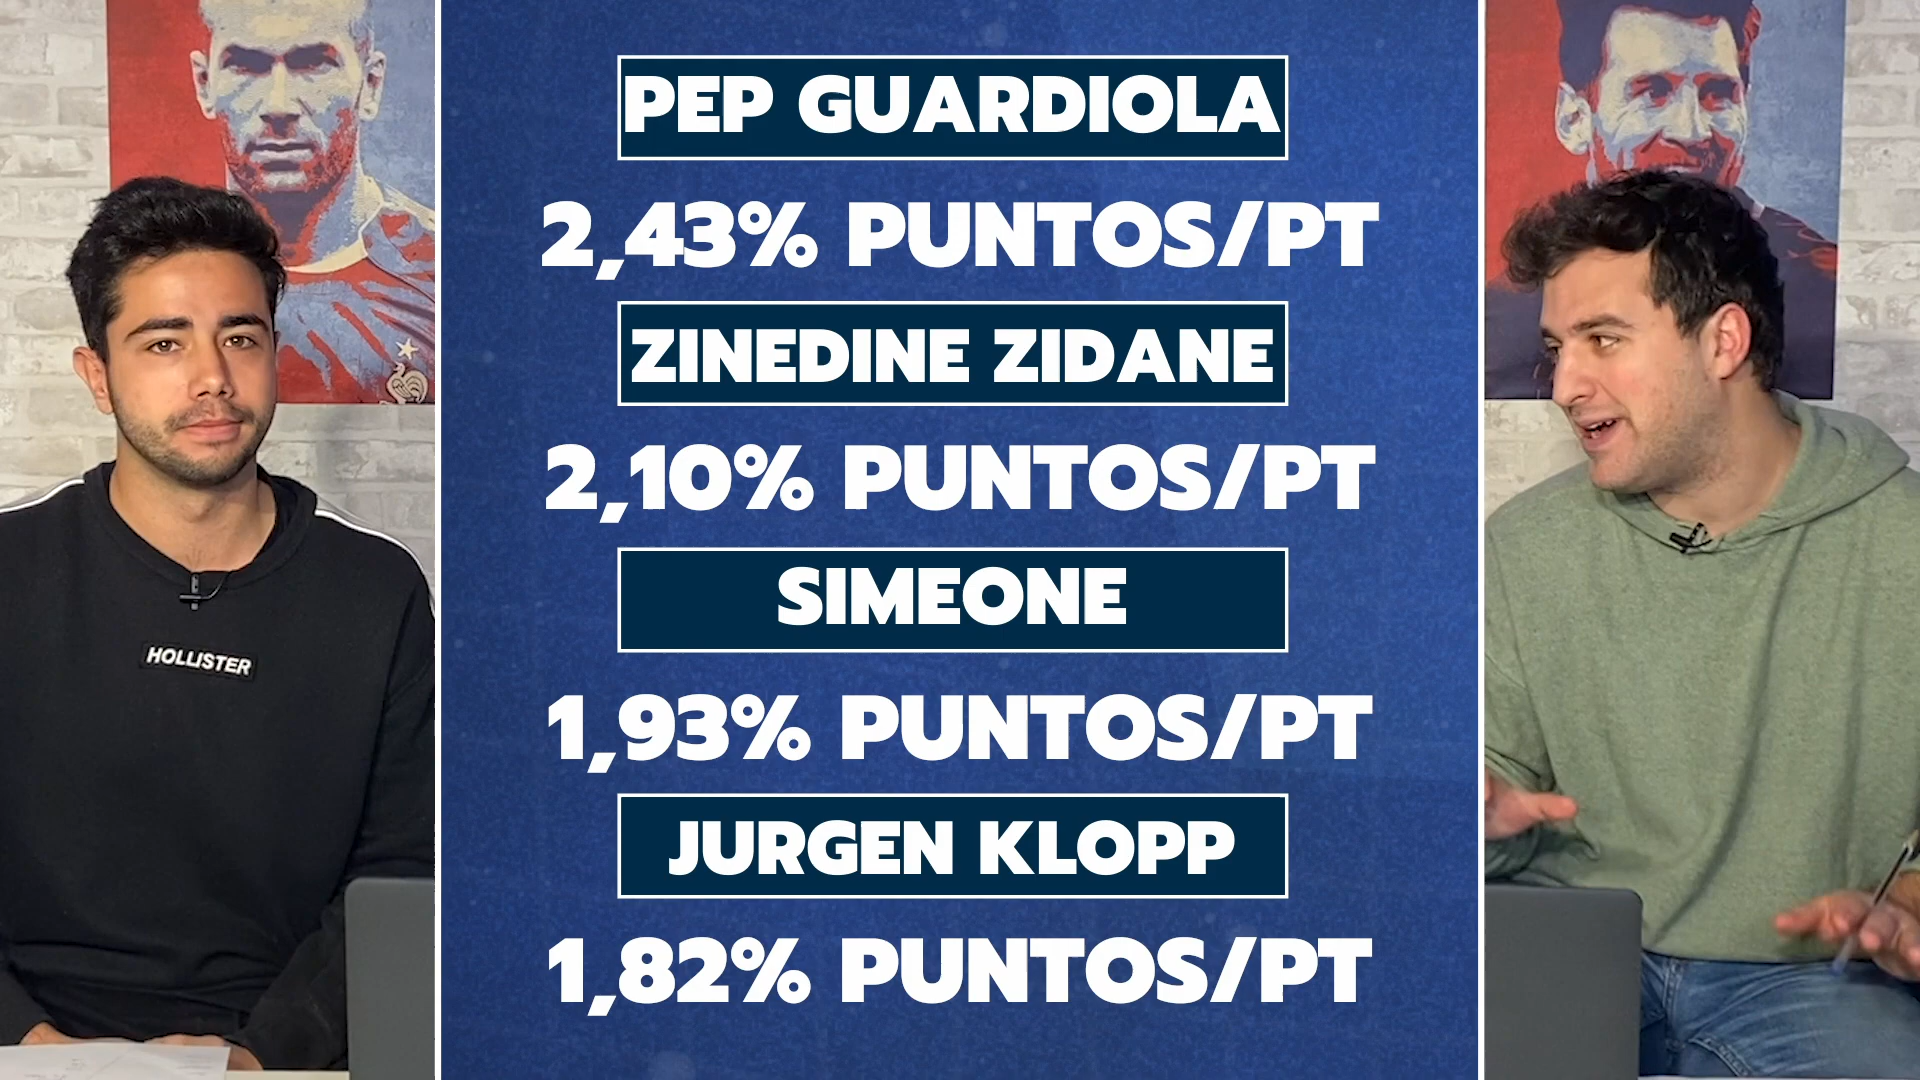 PEP GUARDIOLA
2,43% PUNTOS/PT
ZINEDINE ZIDANE
2,10% PUNTOS/PT
SIMEONE
1,93% PUNTOS/PT
JURGEN KLOPP
1,82% PUNTOS/PT
HOLLISTER